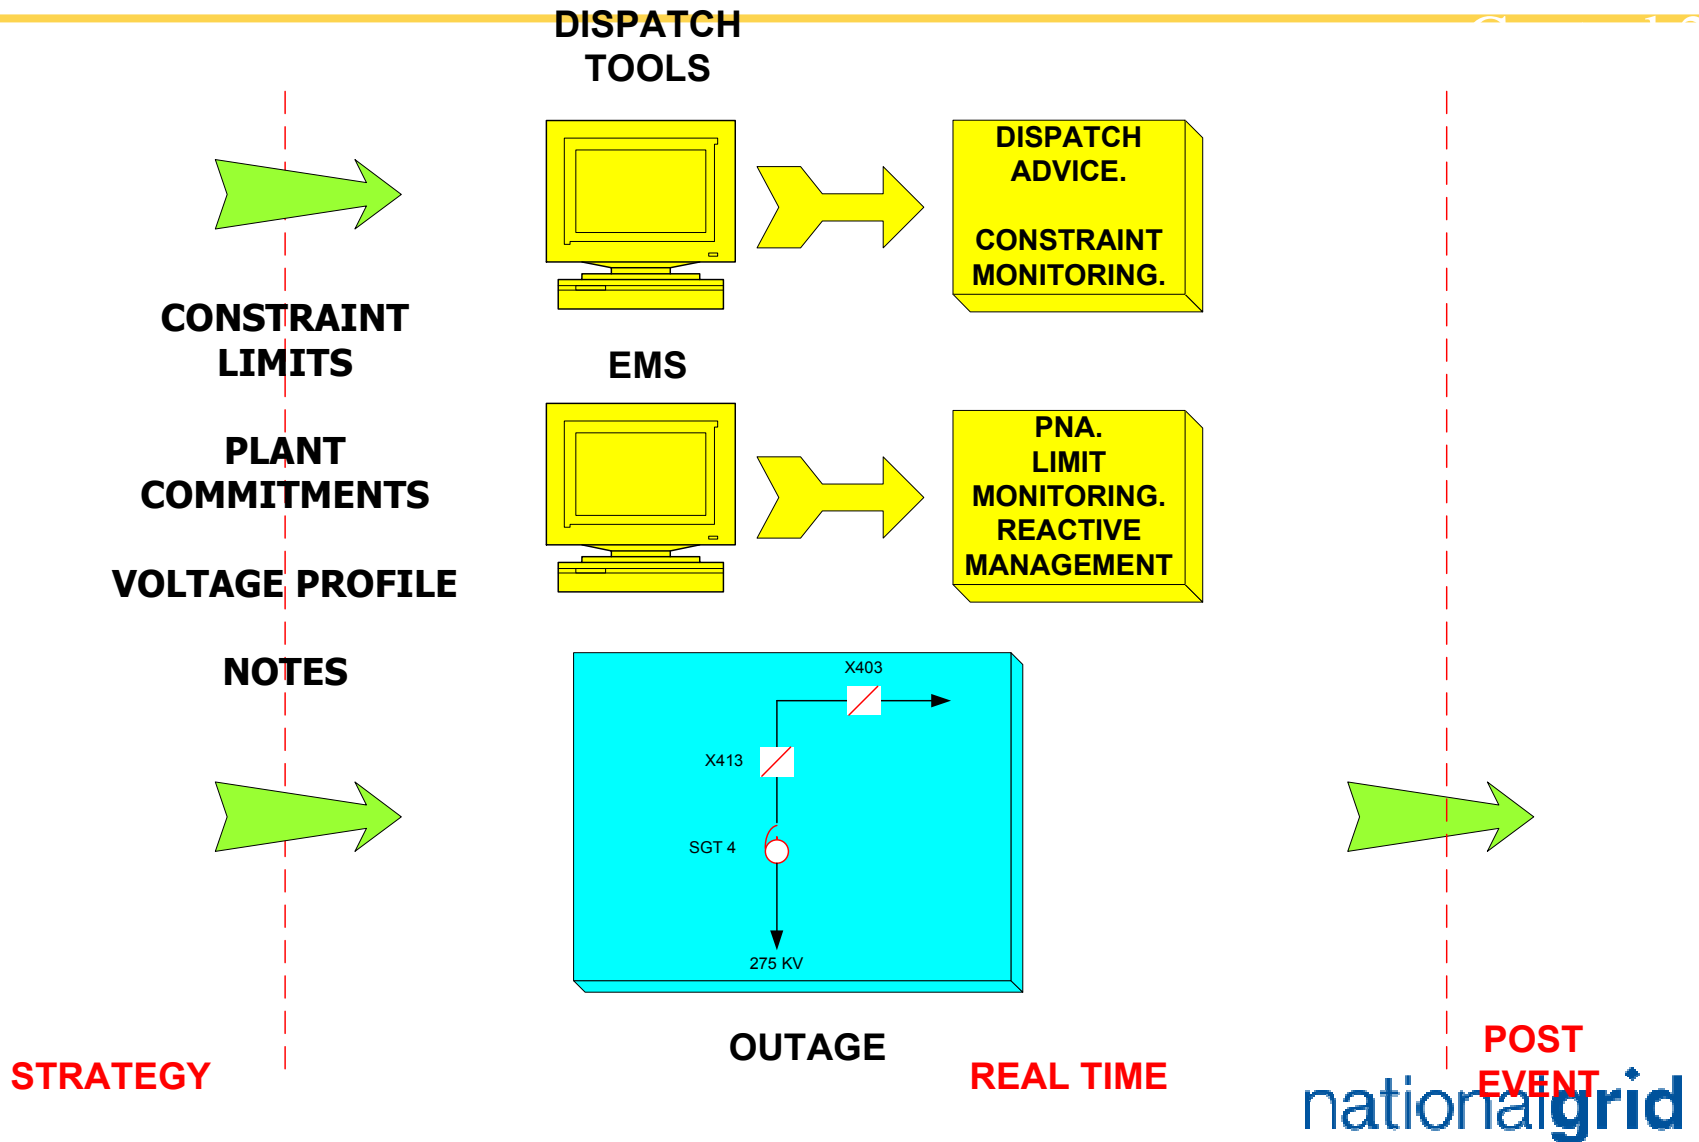 DISPATCH
TOOLS
DISPATCH
ADVICE.
CONSTRAINT
MONITORING.
CONSTRAINT
LIMITS
PLANT
COMMITMENTS
VOLTAGE PROFILE
NOTES
EMS
PNA.
LIMIT
MONITORING.
REACTIVE
MANAGEMENT
X403
X413
SGT 4
275 KV
OUTAGE
STRATEGY
REAL TIME
POST
EVENT
nationalgrid